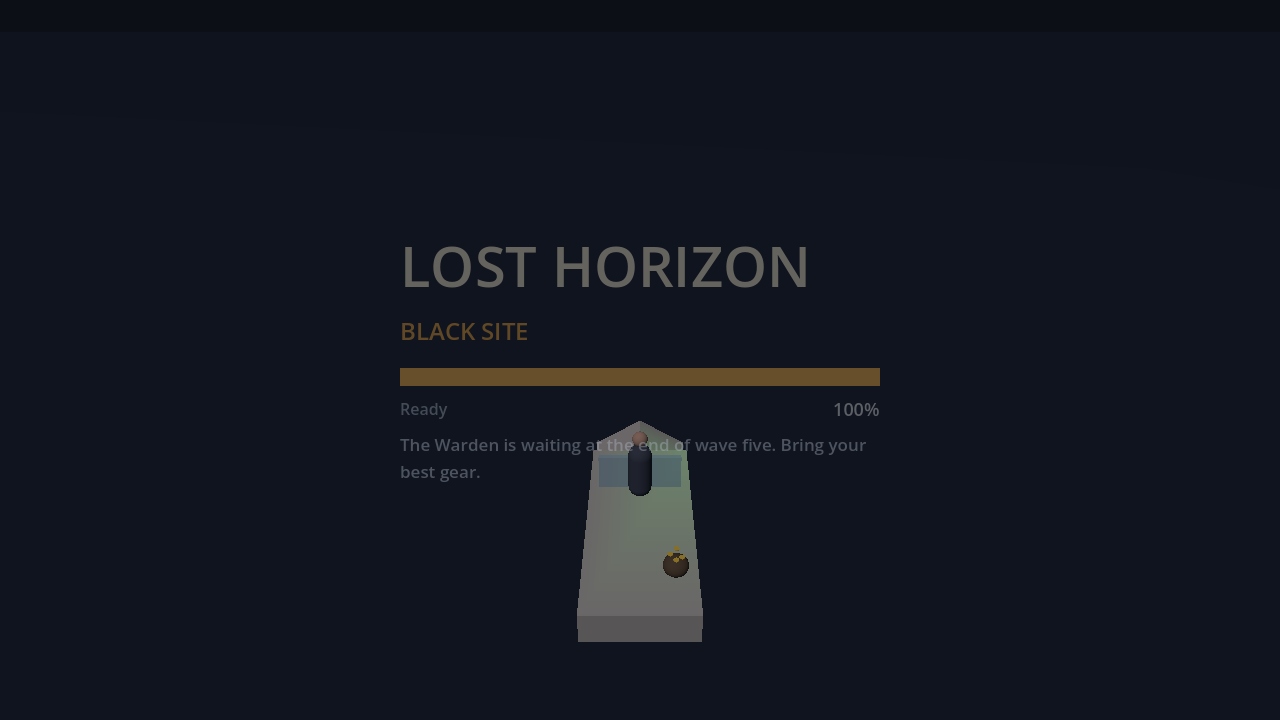 LOST HORIZON
BLACK SITE
Ready
100%
The Warden is waiting at the end of wave five. Bring your
best gear.